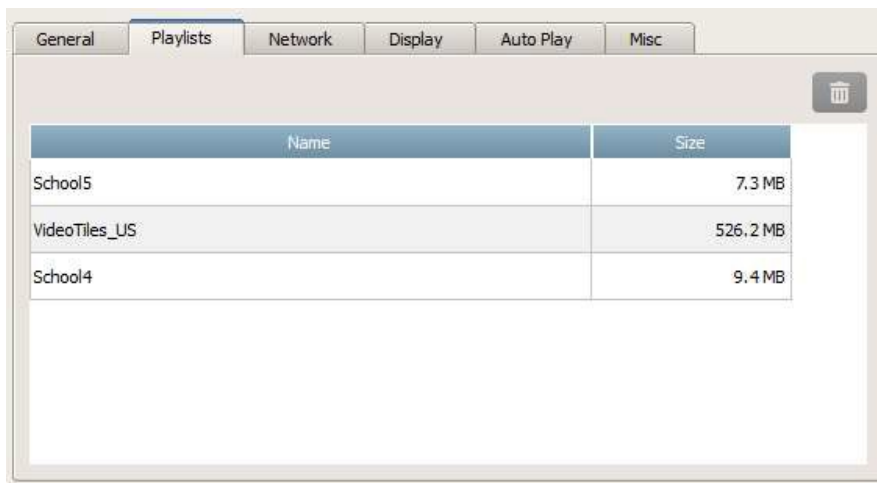 General Playlists Network Display Auto Play Misc
Name Size
School5 7.3 MB
VideoTiles_US 526.2 MB
School4 9.4 MB